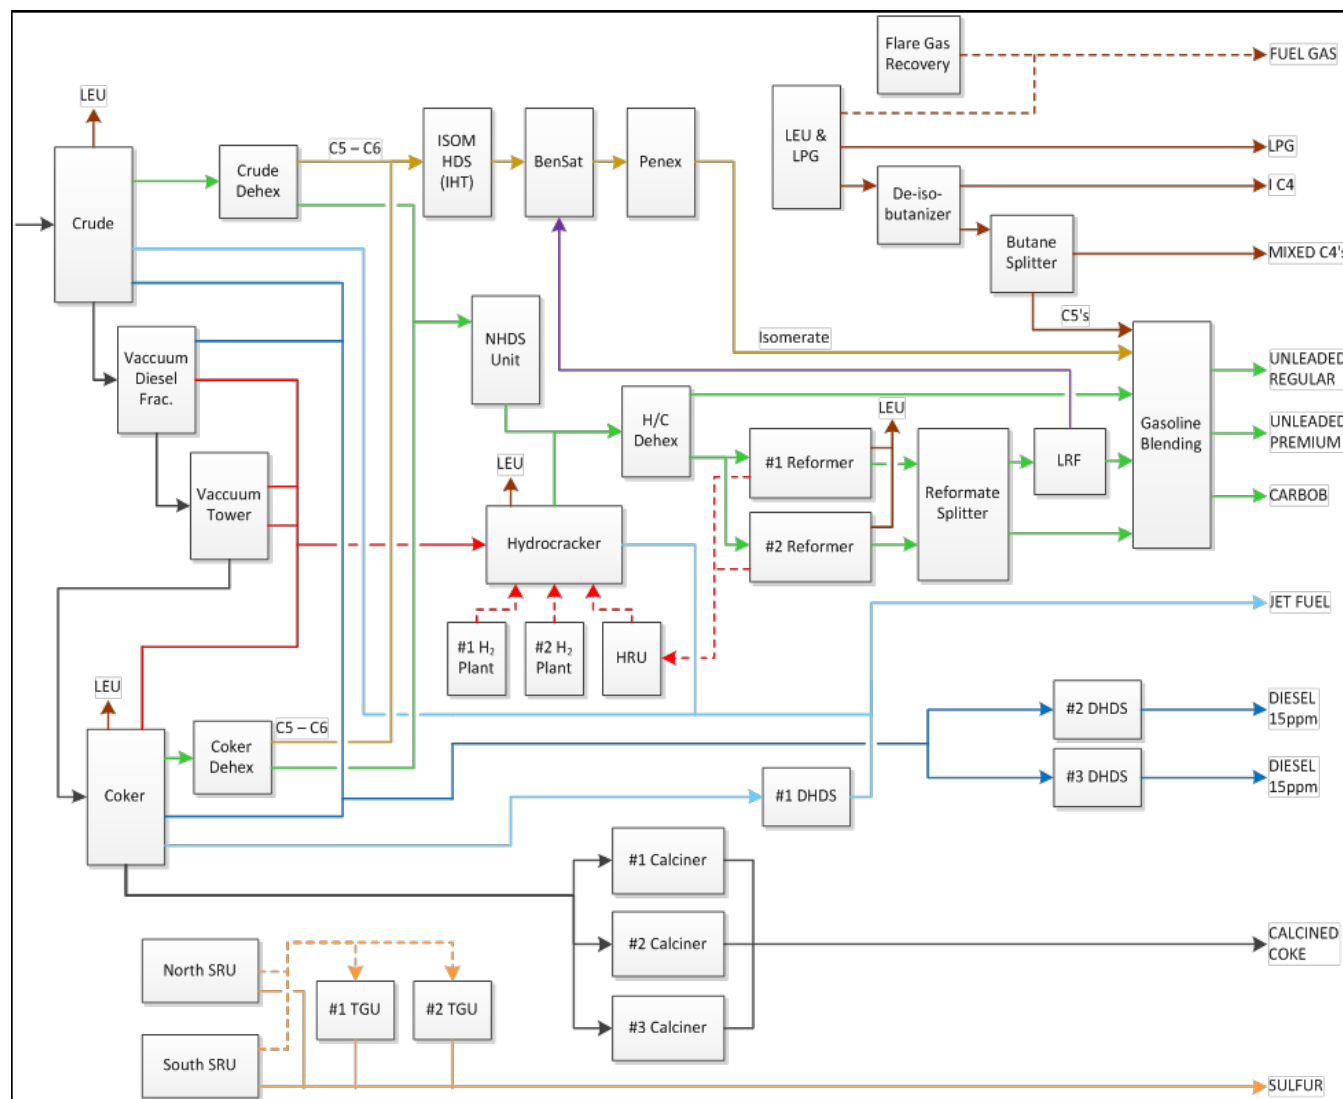 Flare Gas
Recovery
FUEL GAS
LEU
LEU &
LPG
LPG
C5 – C6
ISOM
HDS
(IHT)
BenSat
Penex
Crude
Dehex
I C4
De-iso-
butanizer
Crude
Butane
Splitter
MIXED C4's
C5's
NHDS
Unit
Isomerate
Vaccuum
Diesel
Frac.
UNLEADED
REGULAR
H/C
Dehex
LEU
Gasoline
Blending
UNLEADED
PREMIUM
#1 Reformer
LRF
LEU
Vaccuum
Tower
Reformate
Splitter
CARBOB
Hydrocracker
#2 Reformer
JET FUEL
#1 H₂
Plant
#2 H₂
Plant
HRU
LEU
#2 DHDS
DIESEL
15ppm
C5 – C6
Coker
Dehex
#3 DHDS
DIESEL
15ppm
Coker
#1 DHDS
#1 Calciner
#2 Calciner
CALCINED
COKE
North SRU
#1 TGU
#2 TGU
#3 Calciner
South SRU
SULFUR